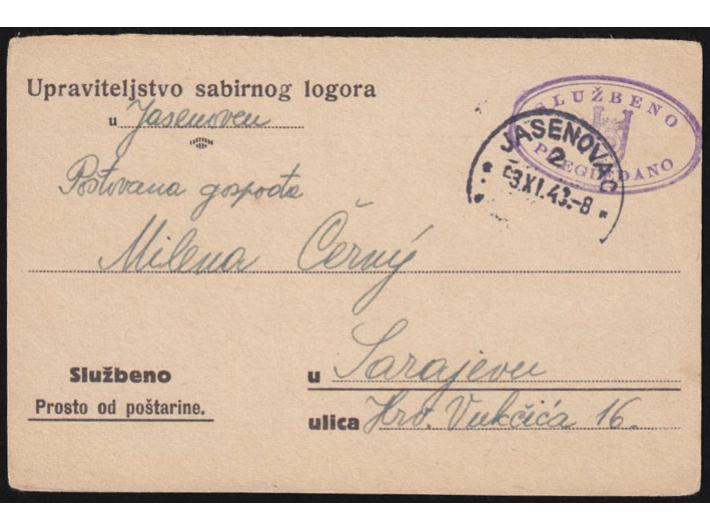 Upraviteljstvo sabirnog logora
u Jasenovcu
SLUŽBENO
PREGLEDANO
JASENOVAC
2
3.XI.43.-8
Poštovana gospođa
Milena Černý
Službeno
Prosto od poštarine.
u Sarajevu
ulica Hrv. Vukčića 16.